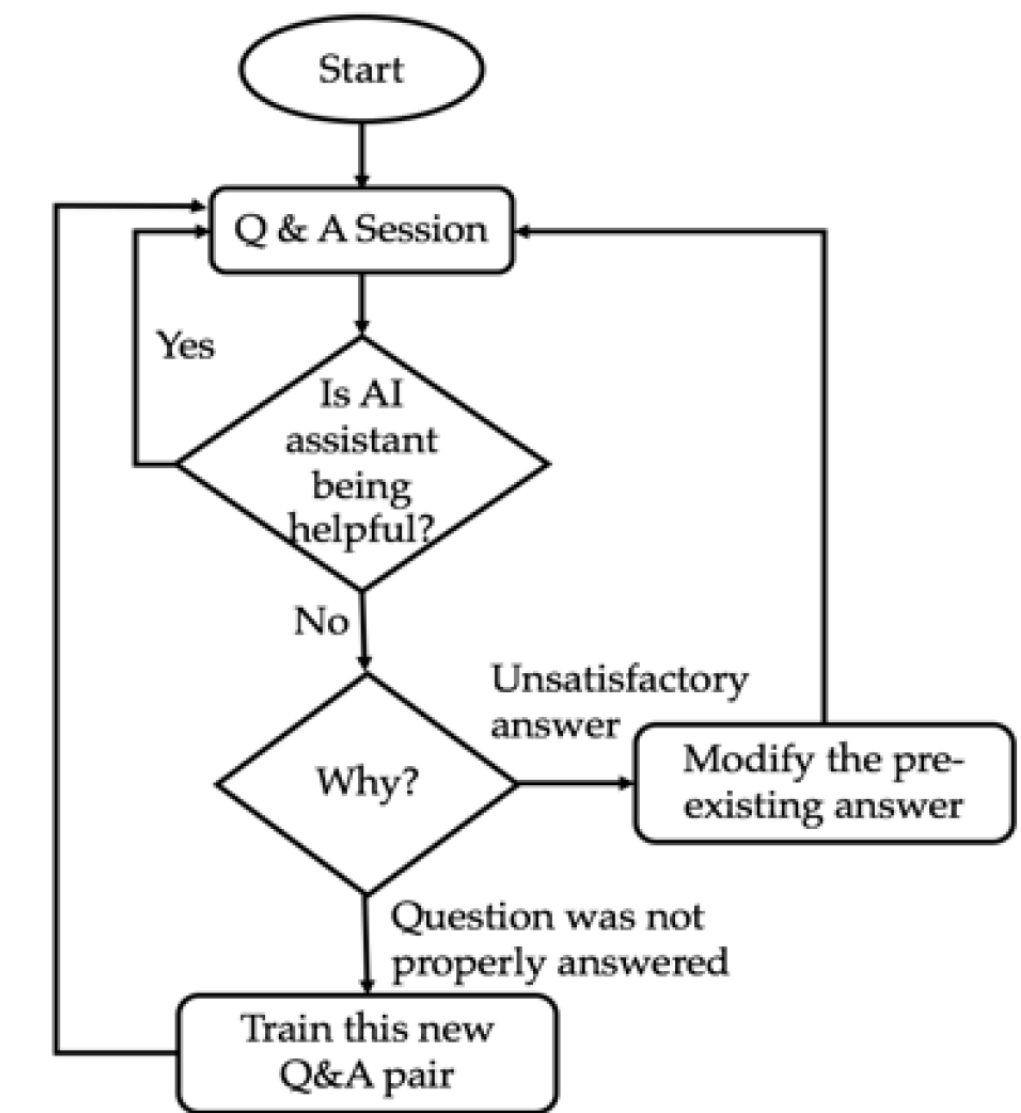 Start
Q & A Session
Yes
Is AI
assistant
being
helpful?
No
Unsatisfactory
answer
Why?
Modify the pre-
existing answer
Question was not
properly answered
Train this new
Q&A pair